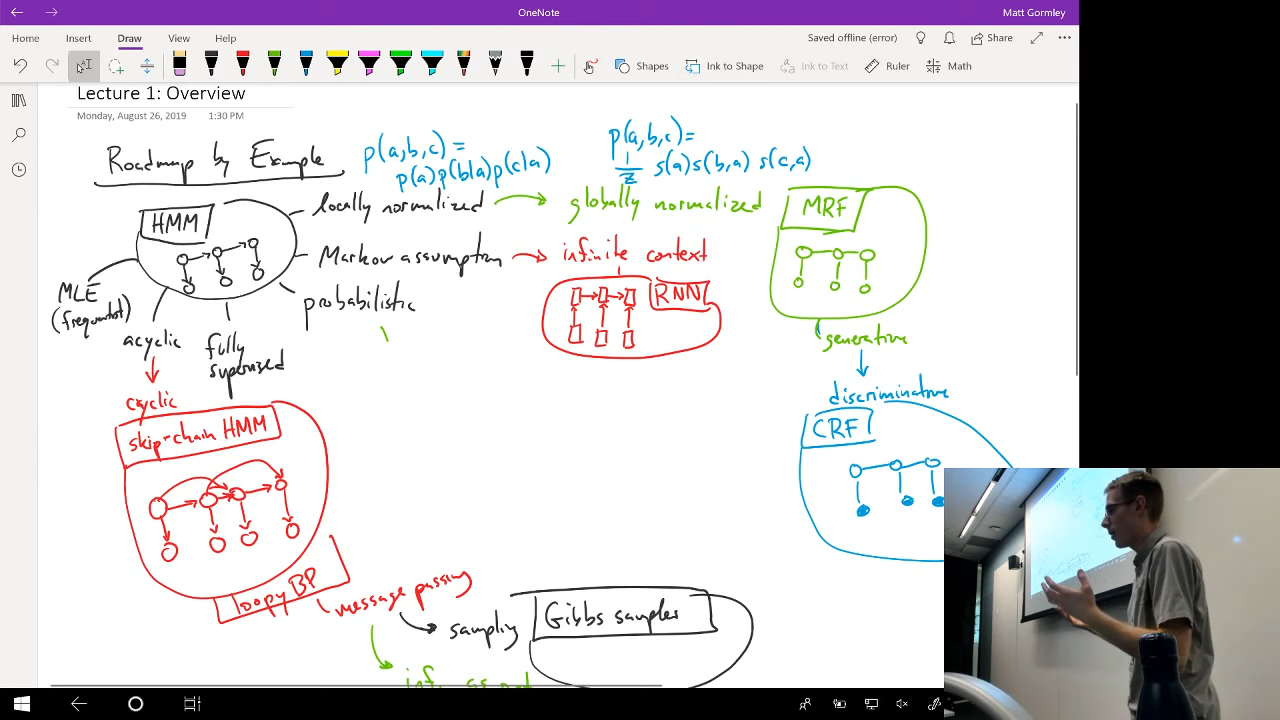 OneNote
Matt Gormley
Home Insert Draw View Help
Saved offline (error)
Share
Shapes
Ink to Shape
Ink to Text
Ruler
Math
Lecture 1: Overview
Monday, August 26, 2019 1:30 PM
Roadmap by Example
p(a,b,c) =
p(a)p(b|a)p(c|a)
p(a,b,c)=
1/Z s(a)s(b,a) s(c,a)
HMM
locally normalized
globally normalized
MRF
Markov assumption
infinite context
MLE
(frequentist)
probabilistic
RNN
acyclic
fully
supervised
generative
cyclic
discriminative
skip-chain HMM
CRF
loopy BP
message passing
sampling
Gibbs sampler